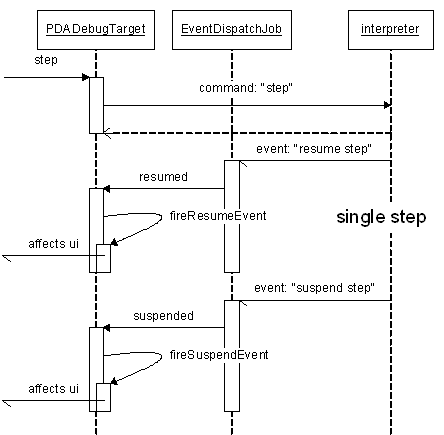 PDADebugTarget
EventDispatchJob
interpreter
step
command: "step"
event: "resume step"
resumed
fireResumeEvent
single step
affects ui
event: "suspend step"
suspended
fireSuspendEvent
affects ui